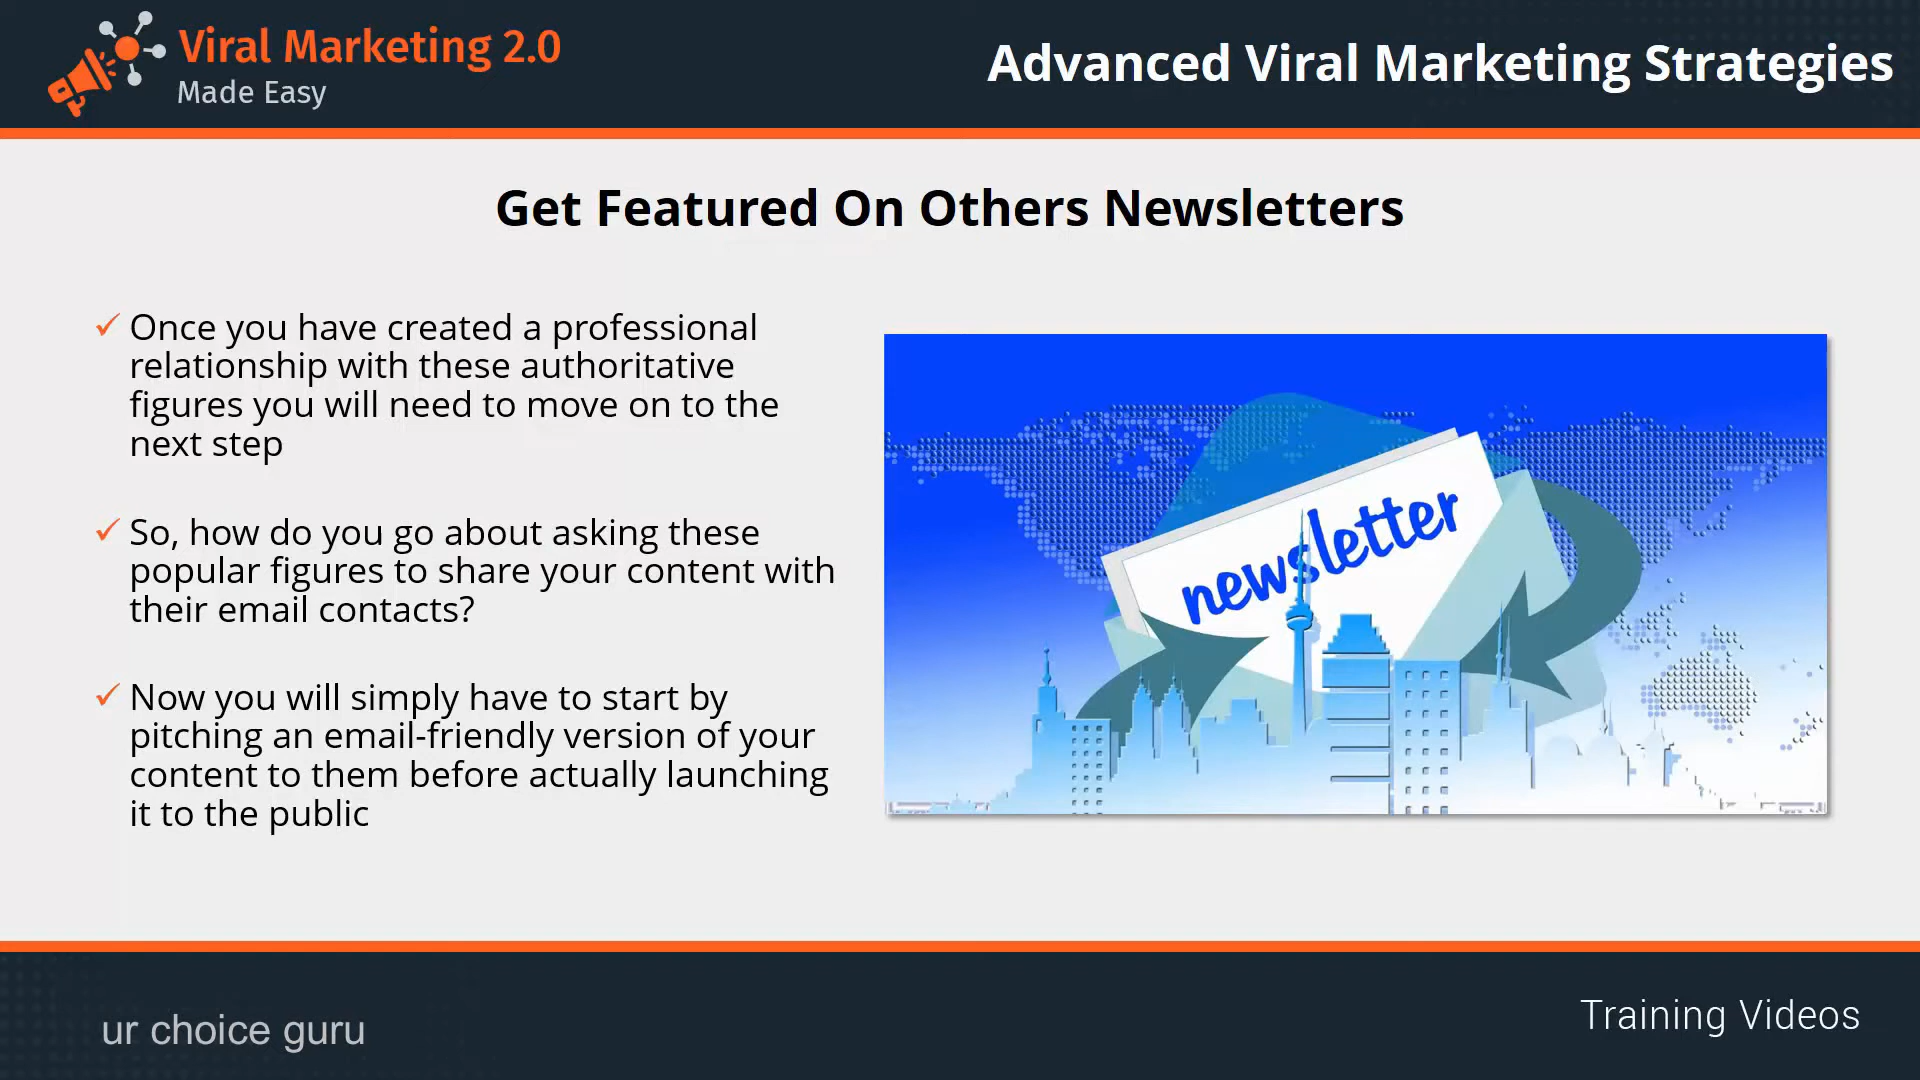 Viral Marketing 2.0
Made Easy
Advanced Viral Marketing Strategies
Get Featured On Others Newsletters
Once you have created a professional
relationship with these authoritative
figures you will need to move on to the
next step
So, how do you go about asking these
popular figures to share your content with
their email contacts?
Now you will simply have to start by
pitching an email-friendly version of your
content to them before actually launching
it to the public
newsletter
ur choice guru
Training Videos